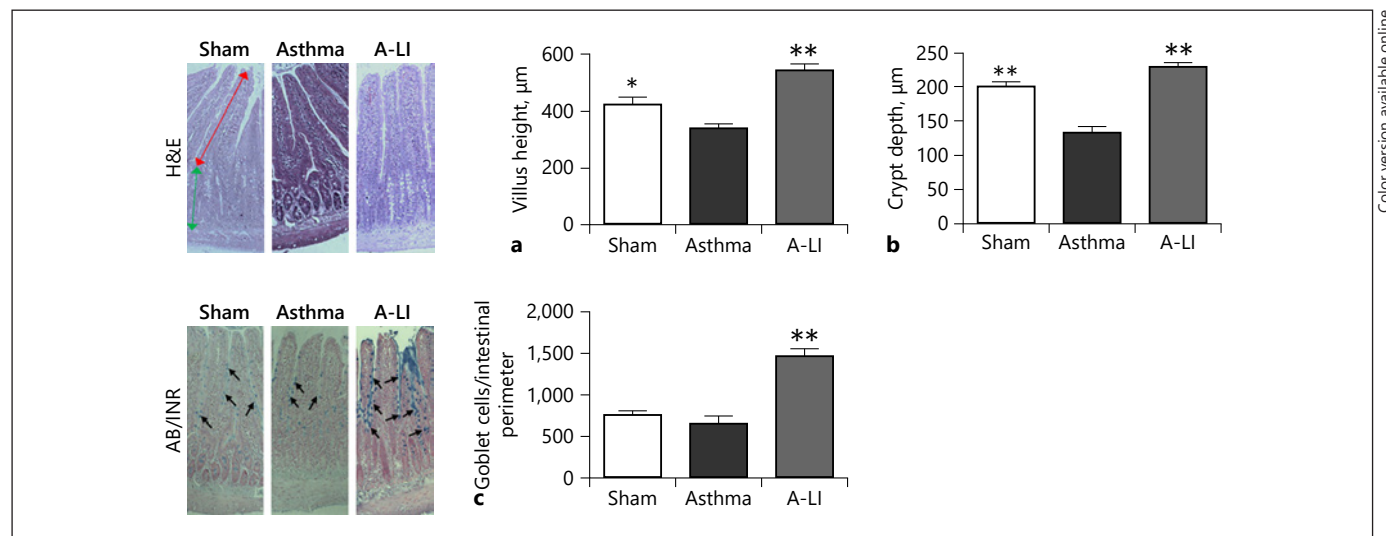 Sham Asthma A-LI
H&E
Villus height, µm
600
400
200
0
*
**
Sham Asthma A-LI
a
Crypt depth, µm
250
200
150
100
50
0
**
**
Sham Asthma A-LI
b
Sham Asthma A-LI
AB/INR
Goblet cells/intestinal
perimeter
2,000
1,500
1,000
500
0
**
Sham Asthma A-LI
c
Color version available online